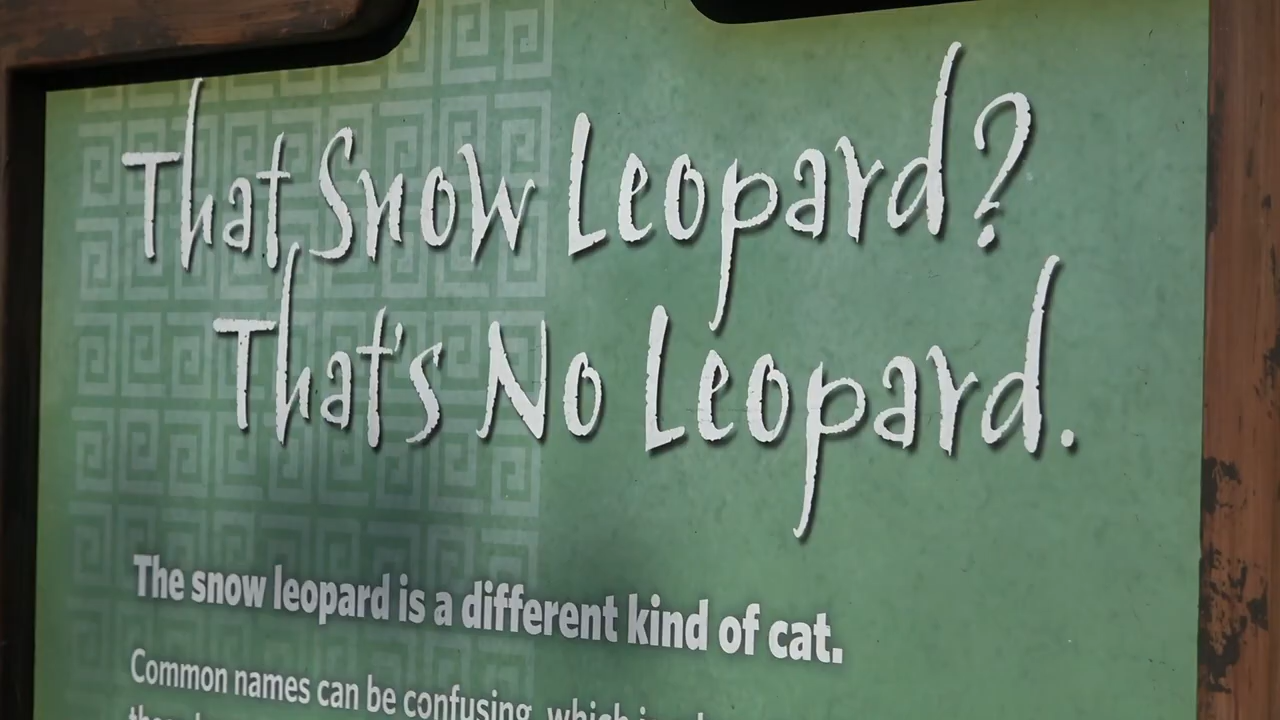 That Snow Leopard?
That's No Leopard.
The snow leopard is a different kind of cat.
Common names can be confusing, which